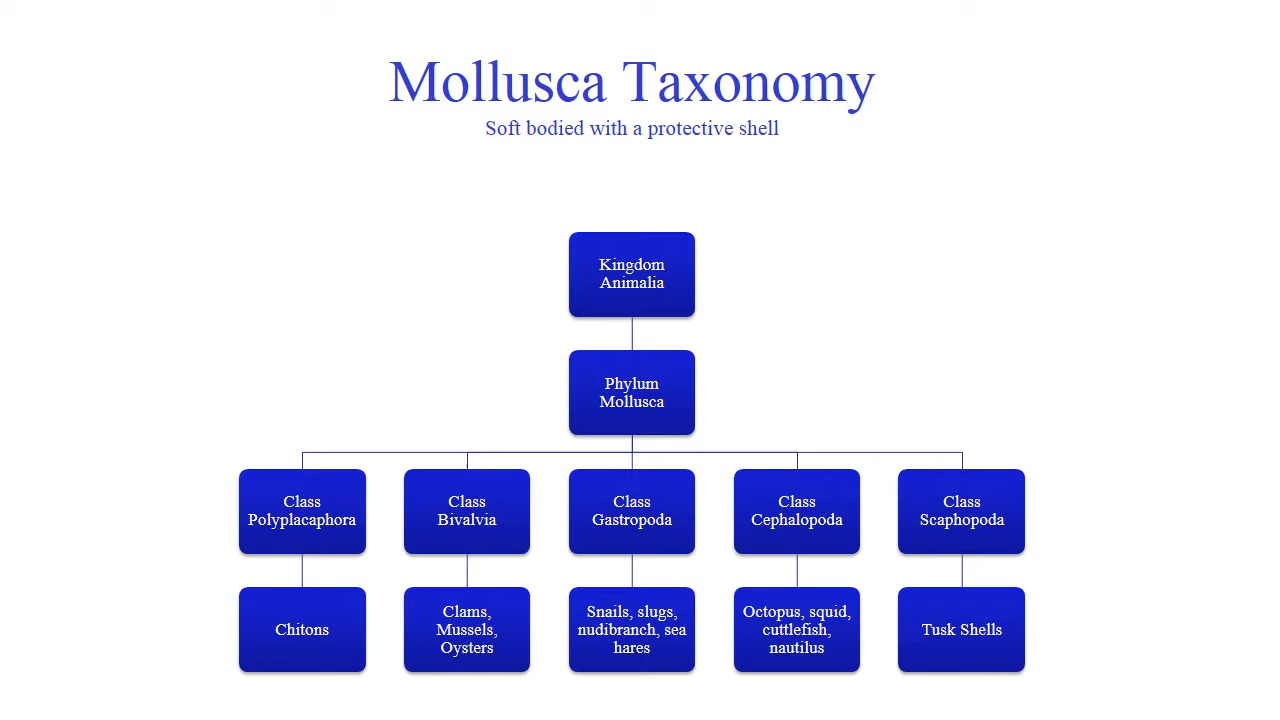 Mollusca Taxonomy
Soft bodied with a protective shell
Kingdom
Animalia
Phylum
Mollusca
Class
Polyplacaphora
Class
Bivalvia
Class
Gastropoda
Class
Cephalopoda
Class
Scaphopoda
Chitons
Clams,
Mussels,
Oysters
Snails, slugs,
nudibranch, sea
hares
Octopus, squid,
cuttlefish,
nautilus
Tusk Shells